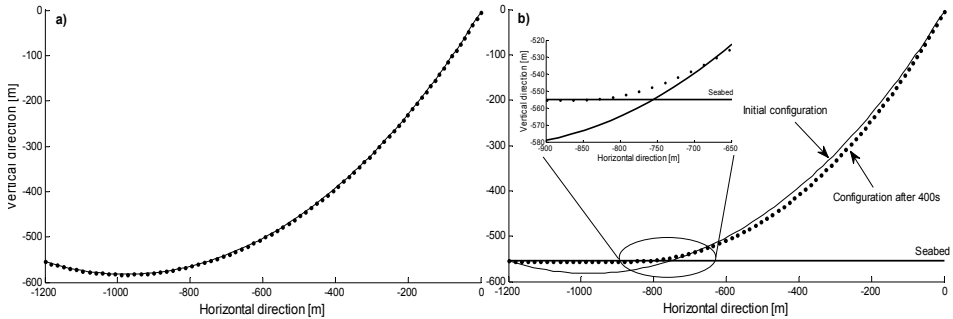 a)
0
-100
-200
-300
-400
-500
-600
Vertical direction [m]
-1200 -1000 -800 -600 -400 -200 0
Horizontal direction [m]
b)
0
-100
-200
-300
-400
-500
-600
-1200 -1000 -800 -600 -400 -200 0
Horizontal direction [m]
-520
-530
-540
-550
-560
-570
-580
Vertical direction [m]
-900 -850 -800 -750 -700 -650
Horizontal direction [m]
Seabed
Initial configuration
Configuration after 400s
Seabed